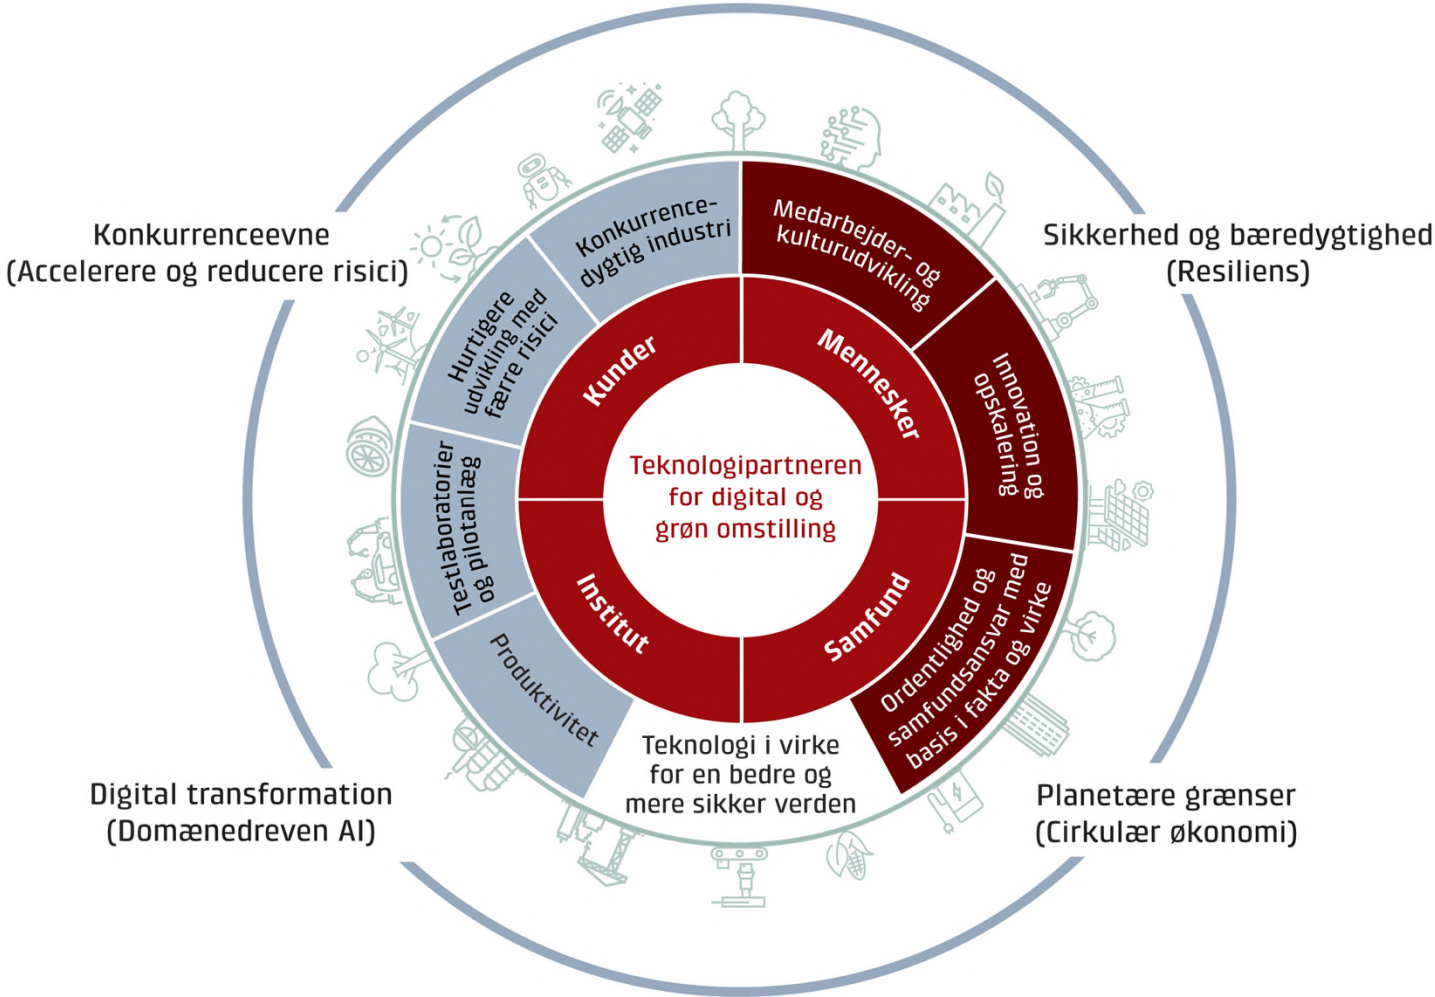 Konkurrenceevne
(Accelerere og reducere risici)
Sikkerhed og bæredygtighed
(Resiliens)
Digital transformation
(Domænedreven AI)
Planetære grænser
(Cirkulær økonomi)
Konkurrence-
dygtig industri
Hurtigere
udvikling med
færre risici
Testlaboratorier
og pilotanlæg
Produktivitet
Medarbejder- og
kulturudvikling
Innovation og
opskalering
Ordentlighed og
samfundsansvar med
basis i fakta og virke
Kunder
Mennesker
Institut
Samfund
Teknologipartneren
for digital og
grøn omstilling
Teknologi i virke
for en bedre og
mere sikker verden